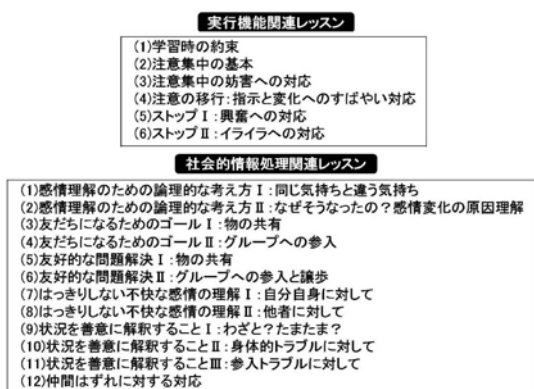 実行機能関連レッスン
(1)学習時の約束
(2)注意集中の基本
(3)注意集中の妨害への対応
(4)注意の移行:指示と変化へのすばやい対応
(5)ストップⅠ:興奮への対応
(6)ストップⅡ:イライラへの対応
社会的情報処理関連レッスン
(1)感情理解のための論理的な考え方Ⅰ:同じ気持ちと違う気持ち
(2)感情理解のための論理的な考え方Ⅱ:なぜそうなったの?感情変化の原因理解
(3)友だちになるためのゴールⅠ:物の共有
(4)友だちになるためのゴールⅡ:グループへの参入
(5)友好的な問題解決Ⅰ:物の共有
(6)友好的な問題解決Ⅱ:グループへの参入と譲歩
(7)はっきりしない不快な感情の理解Ⅰ:自分自身に対して
(8)はっきりしない不快な感情の理解Ⅱ:他者に対して
(9)状況を善意に解釈することⅠ:わざと?たまたま?
(10)状況を善意に解釈することⅡ:身体的トラブルに対して
(11)状況を善意に解釈することⅢ:参入トラブルに対して
(12)仲間はずれに対する対応